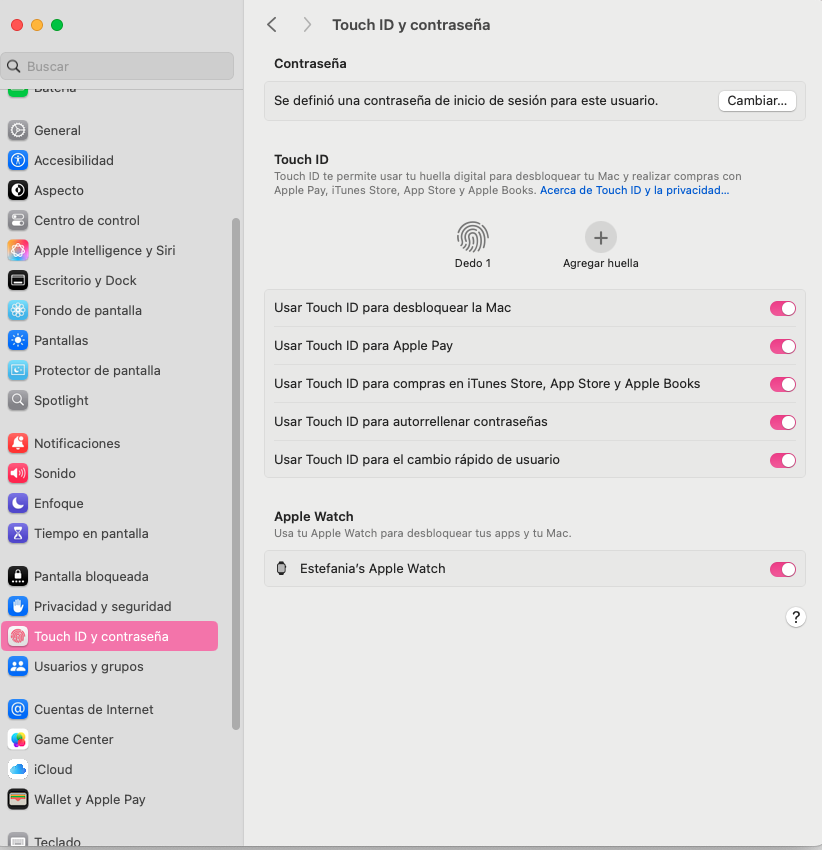 Touch ID y contraseña
Buscar
Batería
General
Accesibilidad
Aspecto
Centro de control
Apple Intelligence y Siri
Escritorio y Dock
Fondo de pantalla
Pantallas
Protector de pantalla
Spotlight
Notificaciones
Sonido
Enfoque
Tiempo en pantalla
Pantalla bloqueada
Privacidad y seguridad
Touch ID y contraseña
Usuarios y grupos
Cuentas de Internet
Game Center
iCloud
Wallet y Apple Pay
Teclado
Contraseña
Se definió una contraseña de inicio de sesión para este usuario.
Cambiar...
Touch ID
Touch ID te permite usar tu huella digital para desbloquear tu Mac y realizar compras con
Apple Pay, iTunes Store, App Store y Apple Books. Acerca de Touch ID y la privacidad...
Dedo 1
Agregar huella
Usar Touch ID para desbloquear la Mac
Usar Touch ID para Apple Pay
Usar Touch ID para compras en iTunes Store, App Store y Apple Books
Usar Touch ID para autorrellenar contraseñas
Usar Touch ID para el cambio rápido de usuario
Apple Watch
Usa tu Apple Watch para desbloquear tus apps y tu Mac.
Estefania's Apple Watch
?